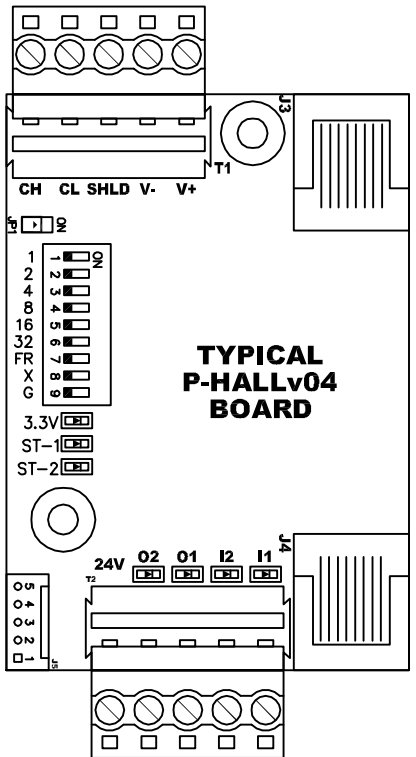 J3
T1
CH CL SHLD V- V+
JP1 ON
ON
1 1
2 2
4 3
8 4
16 5
32 6
FR 7
X 8
G 9
TYPICAL
P-HALLv04
BOARD
3.3V
ST-1
ST-2
J4
24V O2 O1 I2 I1
T2
5
4
3
2
1
J5